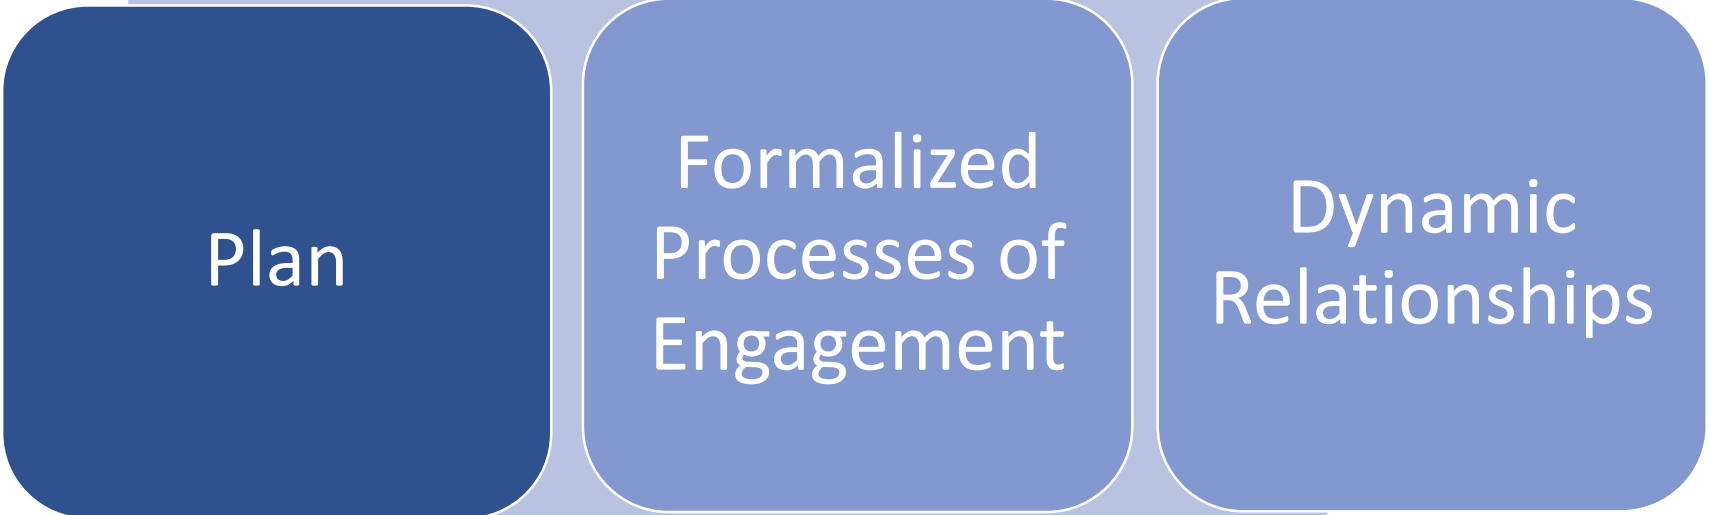 Plan
Formalized
Processes of
Engagement
Dynamic
Relationships